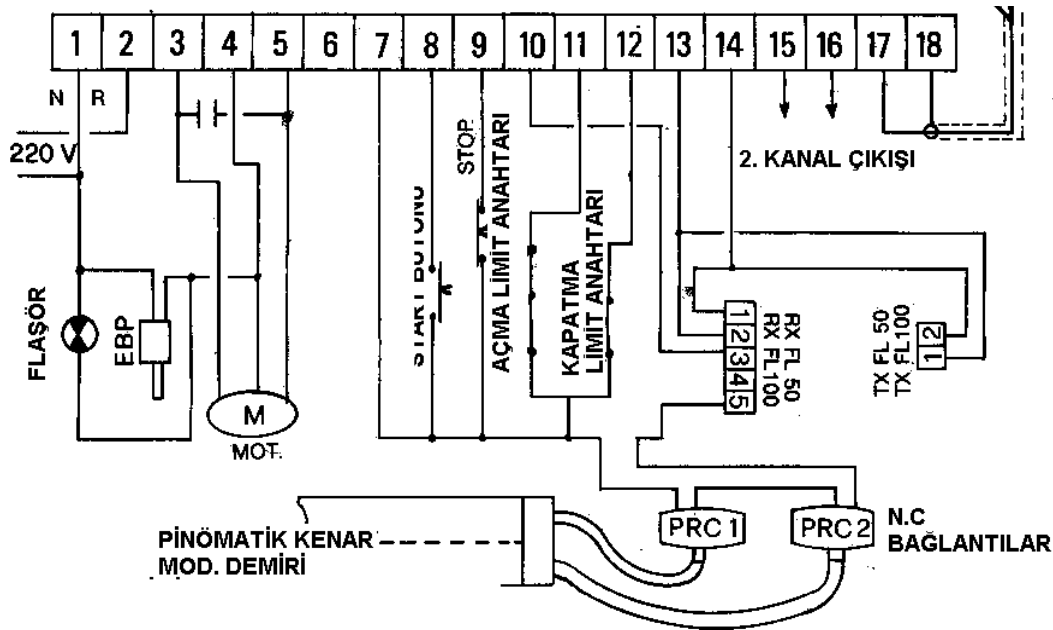 1 2 3 4 5 6 7 8 9 10 11 12 13 14 15 16 17 18
N R
220 V
2. KANAL ÇIKIŞI
FLAŞÖR
EBP
M
MOT.
START BUTONU
STOP
AÇMA LİMİT ANAHTARI
KAPATMA
LİMİT ANAHTARI
1
2
3
4
5
RX FL 50
RX FL100
TX FL 50
TX FL100
1 2
PRC 1
PRC 2
N.C
BAĞLANTILAR
PİNÖMATİK KENAR
MOD. DEMİRİ